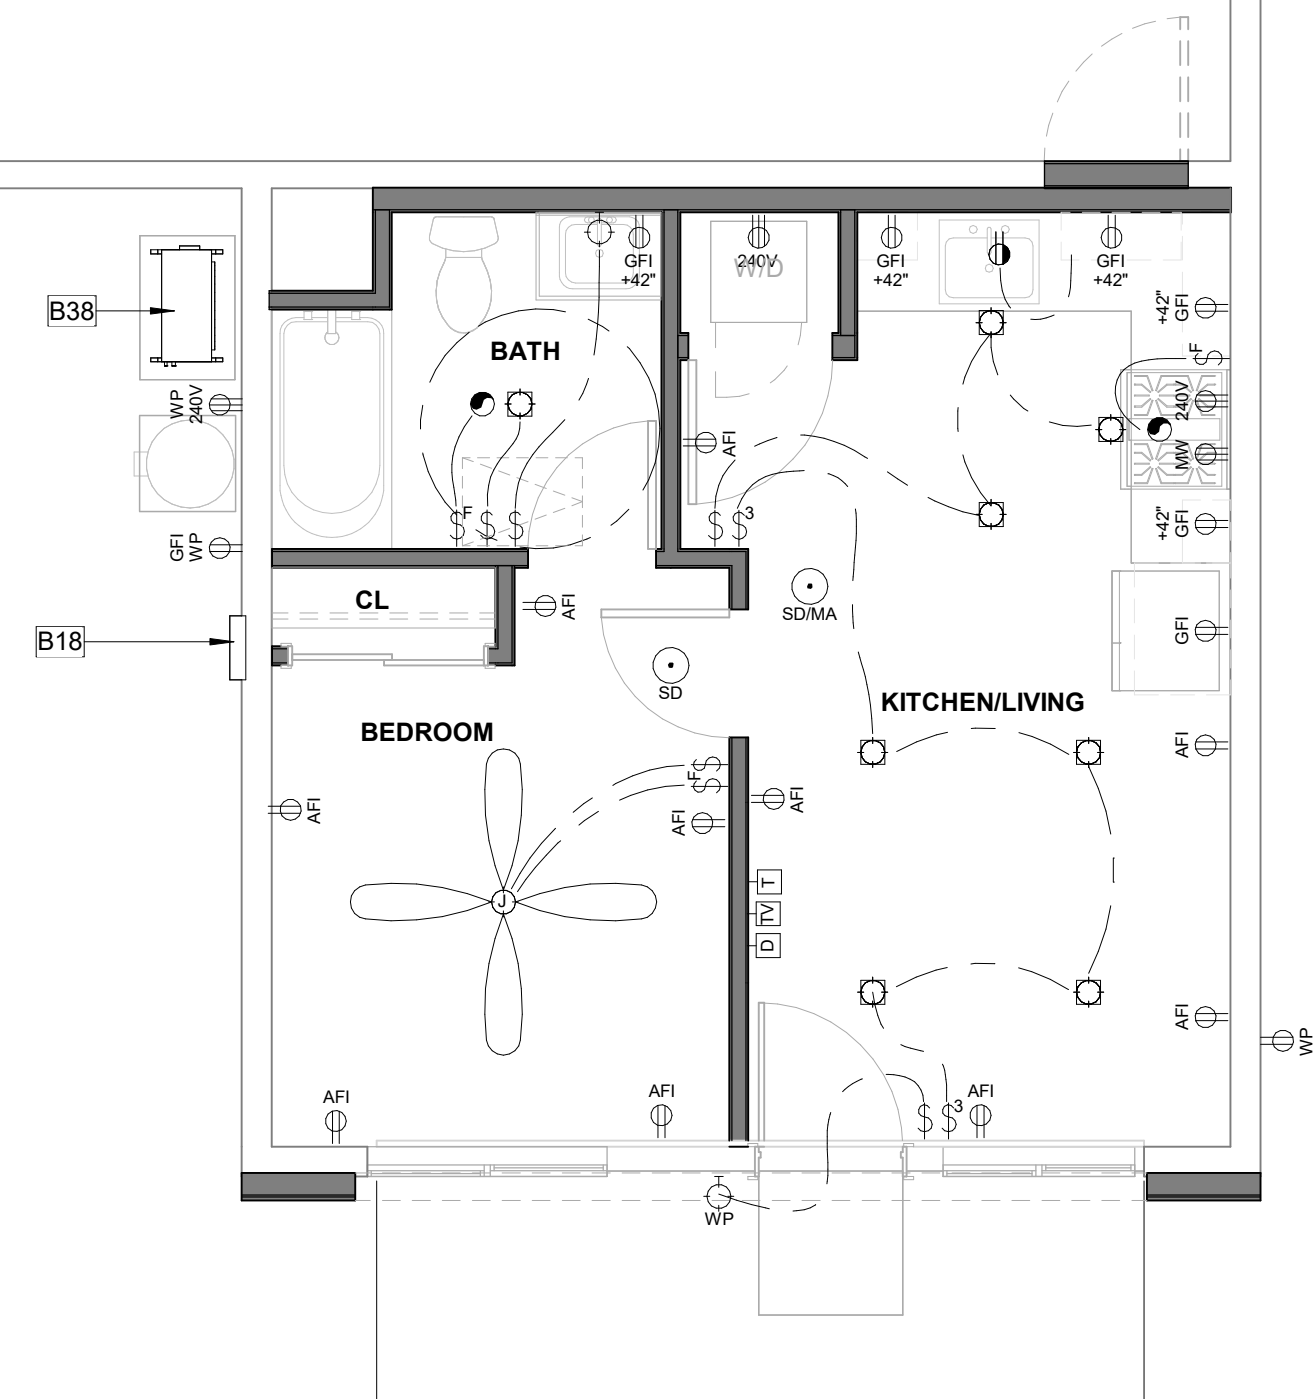 GFI
+42"
240V
W/D
GFI
+42"
GFI
+42"
B38
+42"
GFI
F
BATH
WP
240V
240V
AFI
MW
F
3
+42"
GFI
GFI
WP
CL
AFI
SD/MA
B18
GFI
SD
KITCHEN/LIVING
BEDROOM
AFI
F
AFI
AFI
AFI
T
TV
D
J
AFI
WP
AFI
AFI
3
AFI
WP